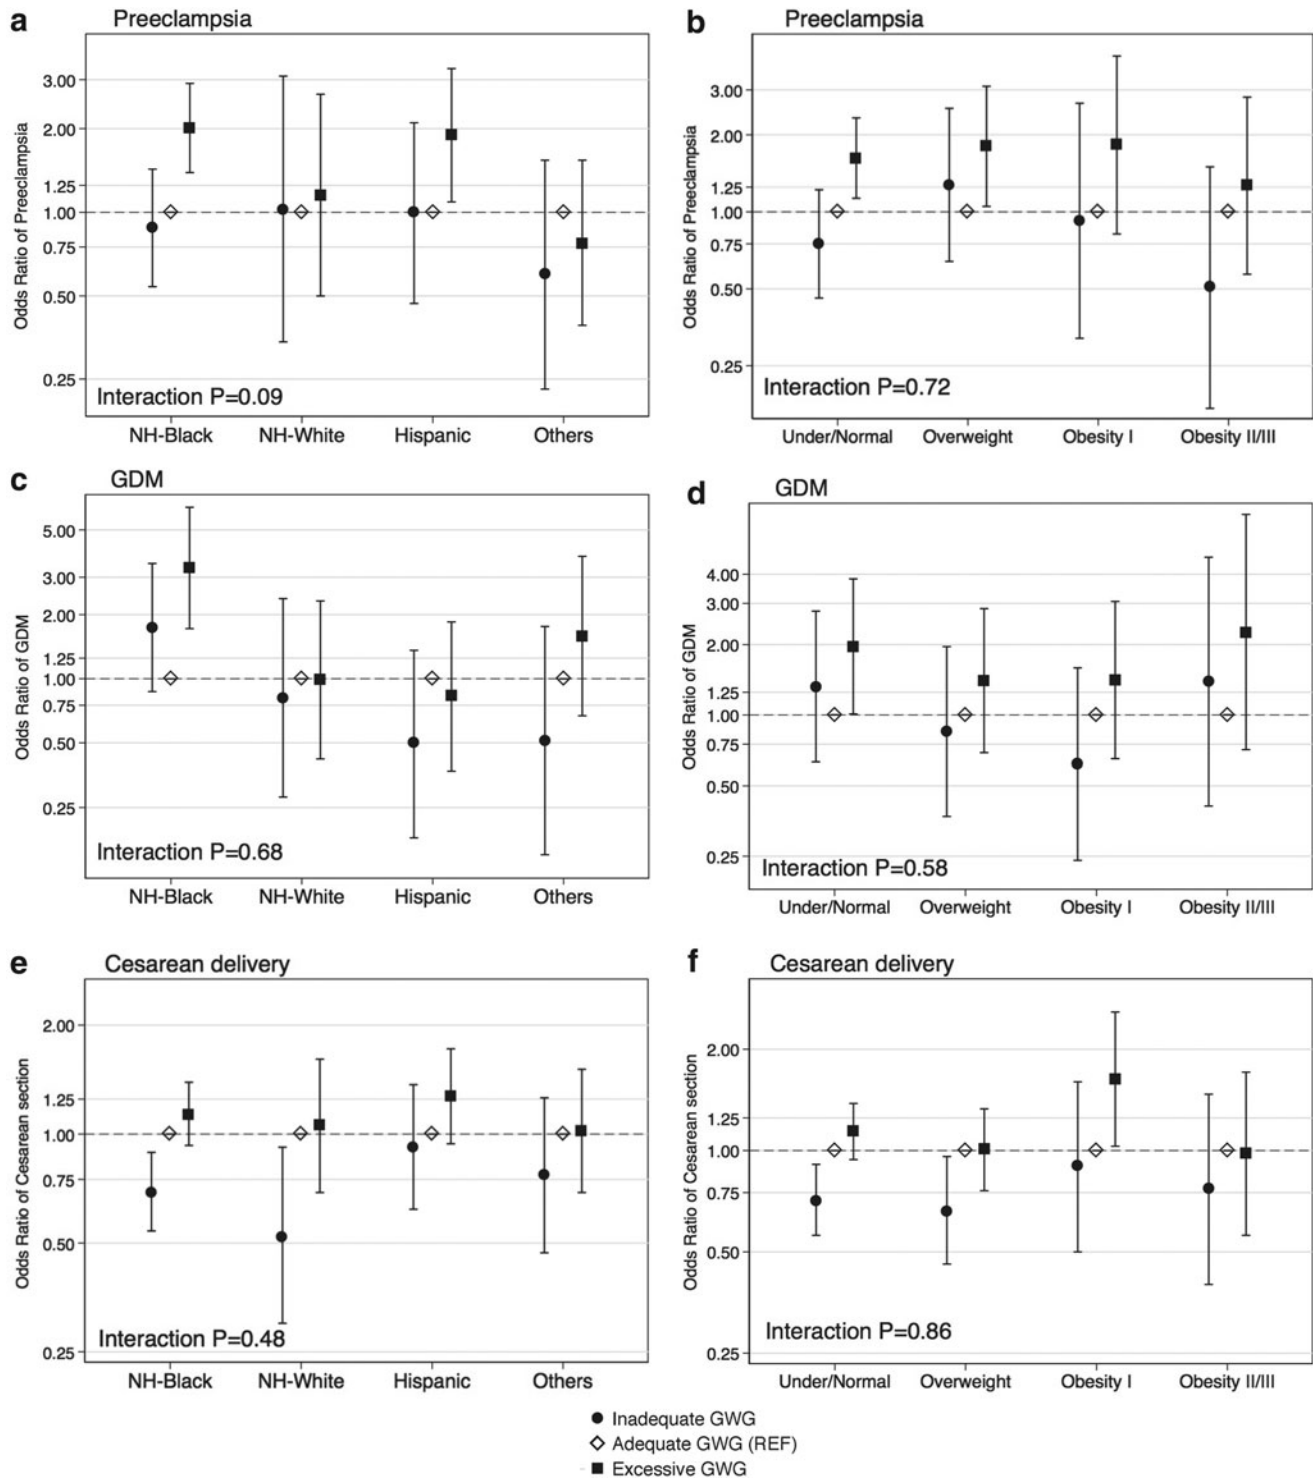 a Preeclampsia
Odds Ratio of Preeclampsia
3.00
2.00
1.25
1.00
0.75
0.50
0.25
Interaction P=0.09
NH-Black NH-White Hispanic Others
b Preeclampsia
Odds Ratio of Preeclampsia
3.00
2.00
1.25
1.00
0.75
0.50
0.25
Interaction P=0.72
Under/Normal Overweight Obesity I Obesity II/III
c GDM
Odds Ratio of GDM
5.00
3.00
2.00
1.25
1.00
0.75
0.50
0.25
Interaction P=0.68
NH-Black NH-White Hispanic Others
d GDM
Odds Ratio of GDM
4.00
3.00
2.00
1.25
1.00
0.75
0.50
0.25
Interaction P=0.58
Under/Normal Overweight Obesity I Obesity II/III
e Cesarean delivery
Odds Ratio of Cesarean section
2.00
1.25
1.00
0.75
0.50
0.25
Interaction P=0.48
NH-Black NH-White Hispanic Others
f Cesarean delivery
Odds Ratio of Cesarean section
2.00
1.25
1.00
0.75
0.50
0.25
Interaction P=0.86
Under/Normal Overweight Obesity I Obesity II/III
Inadequate GWG
Adequate GWG (REF)
Excessive GWG